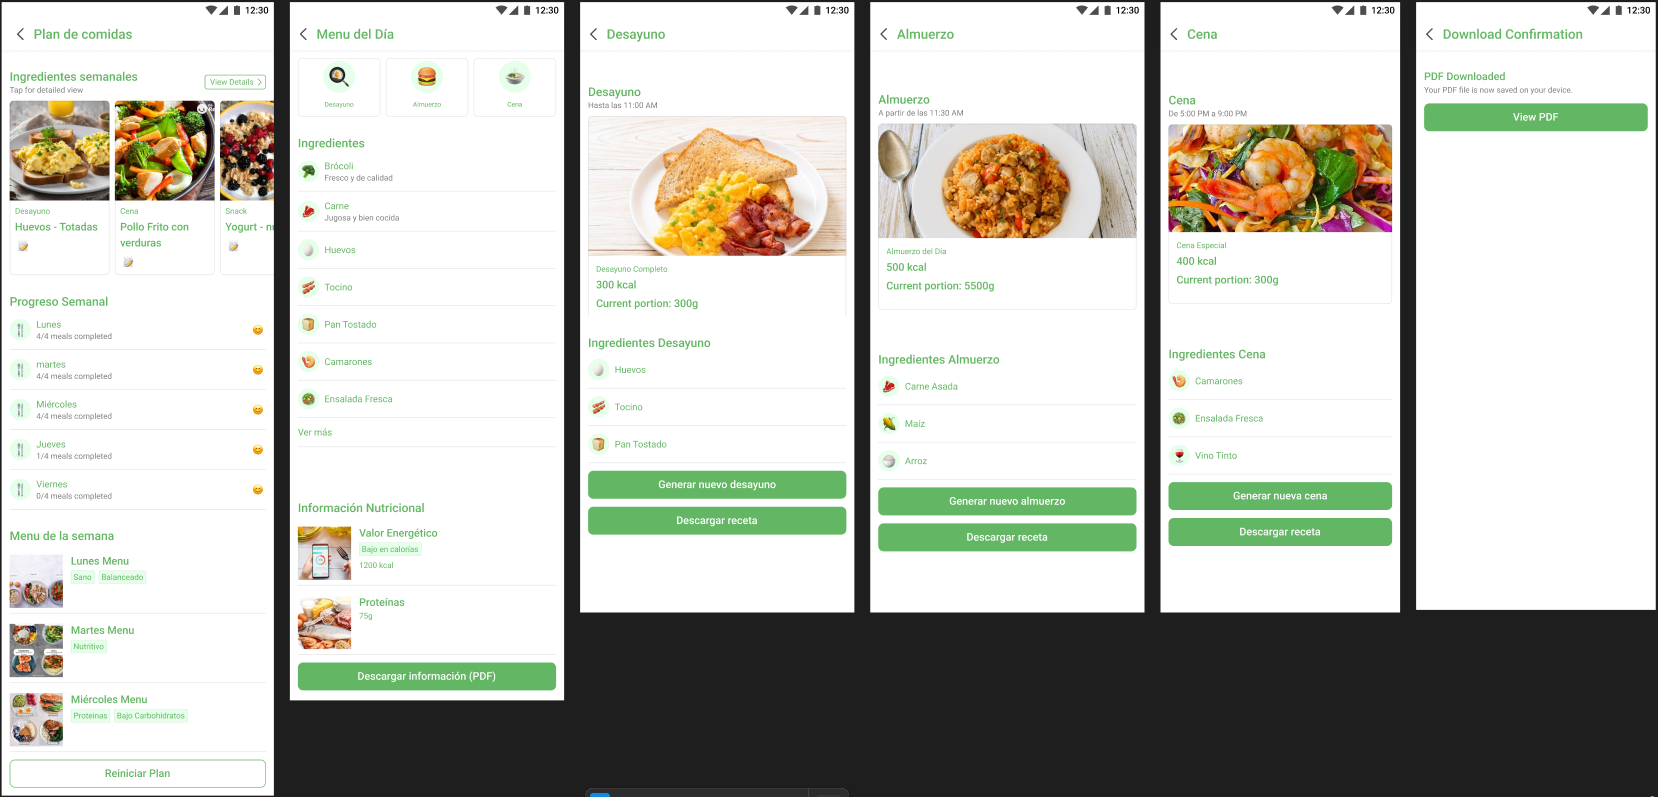 12:30
Plan de comidas
Ingredientes semanales
Tap for detailed view
View Details
Desayuno
Huevos - Totadas
Cena
Pollo Frito con
verduras
Snack
Yogurt - nu
Progreso Semanal
Lunes
4/4 meals completed
martes
4/4 meals completed
Miércoles
4/4 meals completed
Jueves
1/4 meals completed
Viernes
0/4 meals completed
Menu de la semana
Lunes Menu
Sano Balanceado
Martes Menu
Nutritivo
Miércoles Menu
Proteínas Bajo Carbohidratos
Reiniciar Plan
12:30
Menu del Día
Desayuno
Almuerzo
Cena
Ingredientes
Brócoli
Fresco y de calidad
Carne
Jugosa y bien cocida
Huevos
Tocino
Pan Tostado
Camarones
Ensalada Fresca
Ver más
Información Nutricional
Valor Energético
Bajo en calorías
1200 kcal
Proteínas
75g
Descargar información (PDF)
12:30
Desayuno
Desayuno
Hasta las 11:00 AM
Desayuno Completo
300 kcal
Current portion: 300g
Ingredientes Desayuno
Huevos
Tocino
Pan Tostado
Generar nuevo desayuno
Descargar receta
12:30
Almuerzo
Almuerzo
A partir de las 11:30 AM
Almuerzo del Día
500 kcal
Current portion: 5500g
Ingredientes Almuerzo
Carne Asada
Maíz
Arroz
Generar nuevo almuerzo
Descargar receta
12:30
Cena
Cena
De 5:00 PM a 9:00 PM
Cena Especial
400 kcal
Current portion: 300g
Ingredientes Cena
Camarones
Ensalada Fresca
Vino Tinto
Generar nueva cena
Descargar receta
12:30
Download Confirmation
PDF Downloaded
Your PDF file is now saved on your device.
View PDF